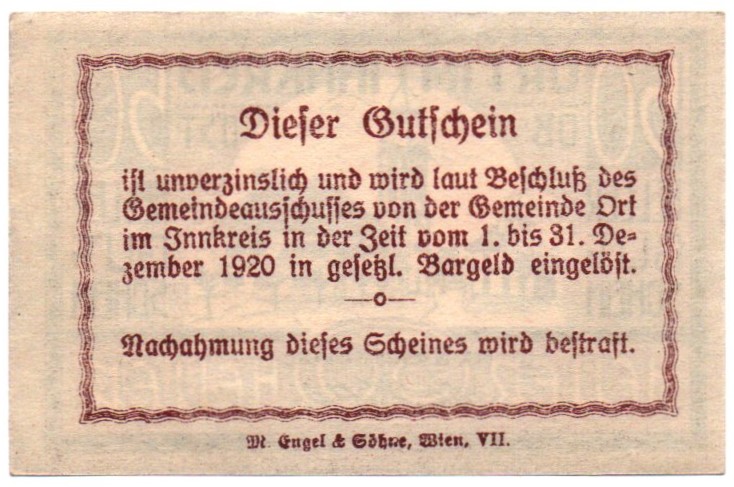 Dieser Gutschein
ist unverzinslich und wird laut Beschluß des
Gemeindeausschusses von der Gemeinde Ort
im Innkreis in der Zeit vom 1. bis 31. De=
zember 1920 in gesetzl. Bargeld eingelöst.
—o—
Nachahmung dieses Scheines wird bestraft.
M. Engel & Söhne, Wien, VII.